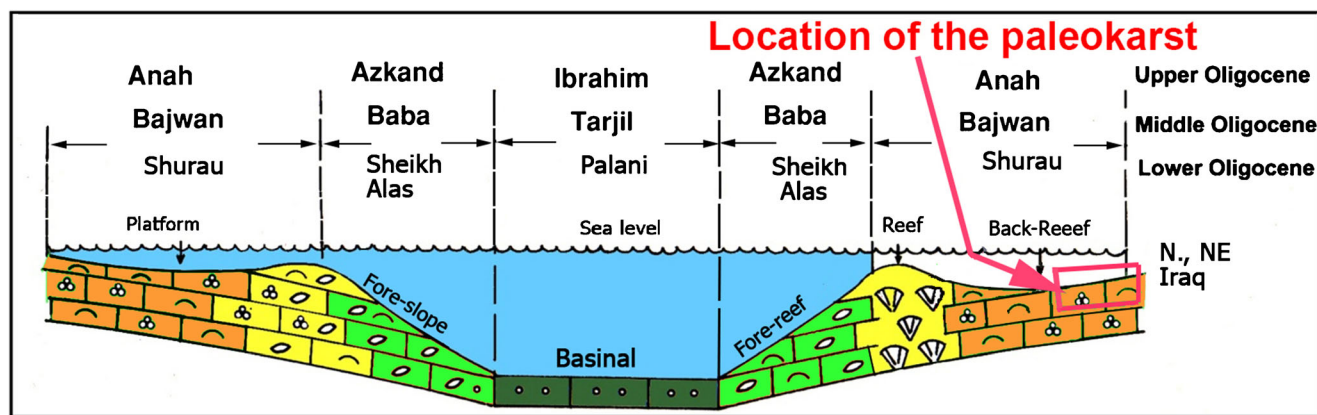 Location of the paleokarst
Anah Azkand Ibrahim Azkand Anah Upper Oligocene
Bajwan Baba Tarjil Baba Bajwan Middle Oligocene
Shurau Sheikh Alas Palani Sheikh Alas Shurau Lower Oligocene
Platform Sea level Reef Back-Reeef
N., NE
Iraq
Fore-slope Fore-reef
Basinal